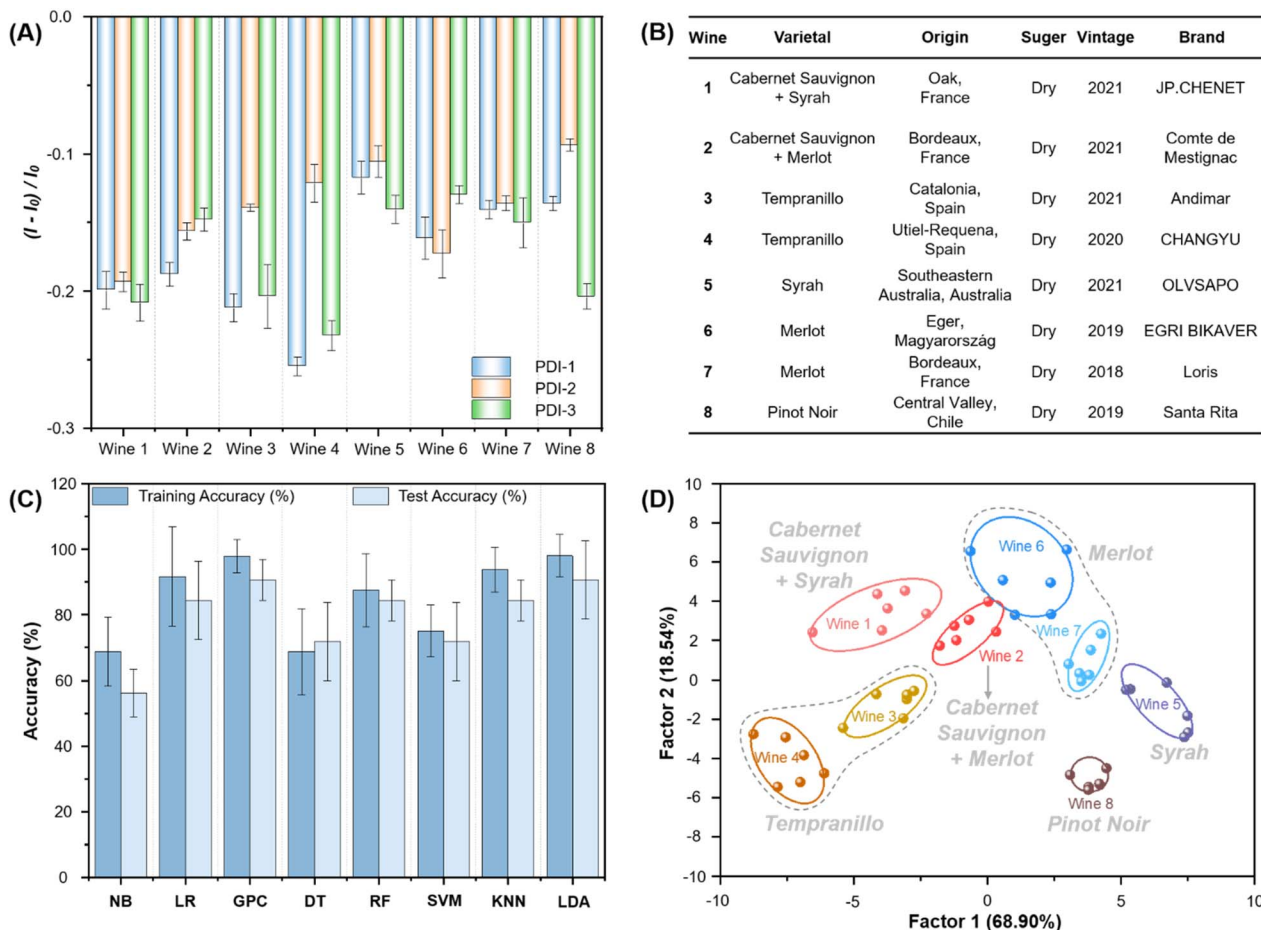 (A)
0.0
-0.1
-0.2
-0.3
(I - I0) / I0
PDI-1
PDI-2
PDI-3
Wine 1 Wine 2 Wine 3 Wine 4 Wine 5 Wine 6 Wine 7 Wine 8
(B)
Wine Varietal Origin Suger Vintage Brand
1 Cabernet Sauvignon + Syrah Oak, France Dry 2021 JP.CHENET
2 Cabernet Sauvignon + Merlot Bordeaux, France Dry 2021 Comte de Mestignac
3 Tempranillo Catalonia, Spain Dry 2021 Andimar
4 Tempranillo Utiel-Requena, Spain Dry 2020 CHANGYU
5 Syrah Southeastern Australia, Australia Dry 2021 OLVSAPO
6 Merlot Eger, Magyarország Dry 2019 EGRI BIKAVER
7 Merlot Bordeaux, France Dry 2018 Loris
8 Pinot Noir Central Valley, Chile Dry 2019 Santa Rita
(C)
120
100
80
60
40
20
0
Accuracy (%)
Training Accuracy (%) Test Accuracy (%)
NB LR GPC DT RF SVM KNN LDA
(D)
10
8
6
4
2
0
-2
-4
-6
-8
-10
Factor 2 (18.54%)
Cabernet
Sauvignon
+ Syrah
Wine 6
Merlot
Wine 1
Wine 2
Wine 7
Wine 3
Cabernet
Sauvignon
+ Merlot
Wine 5
Syrah
Wine 4
Tempranillo
Wine 8
Pinot Noir
-10 -5 0 5 10
Factor 1 (68.90%)